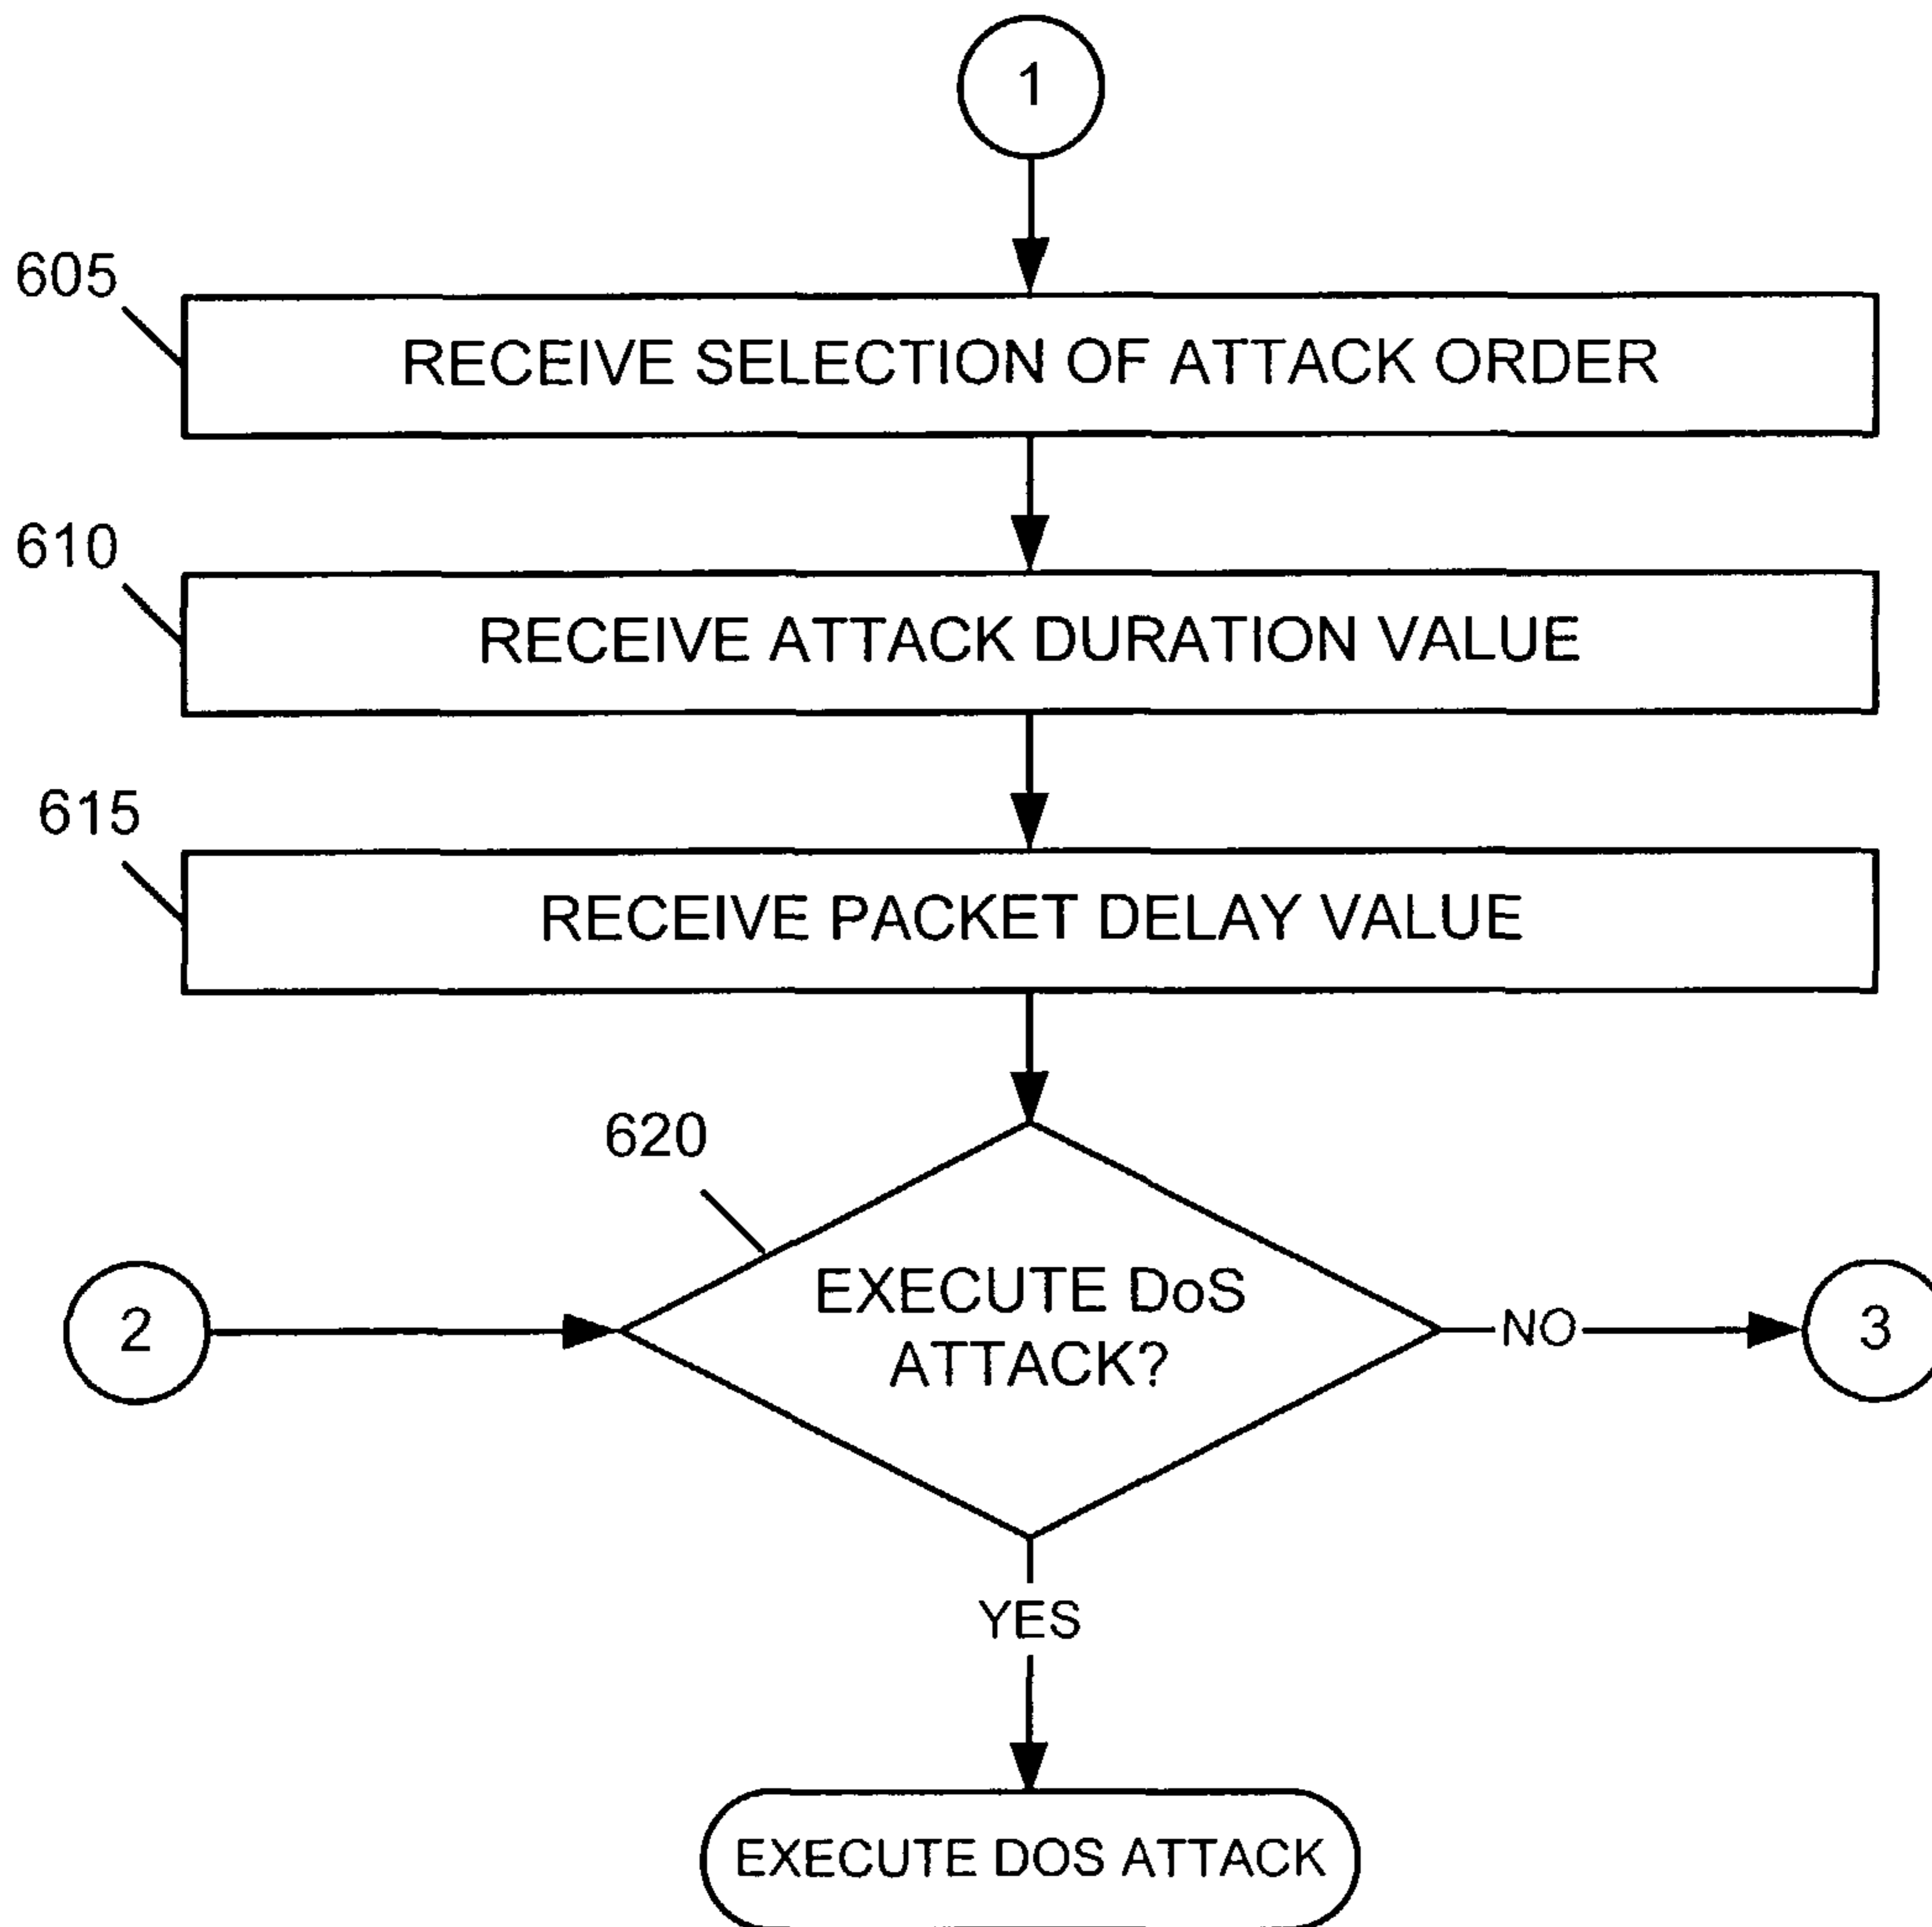 1
605
RECEIVE SELECTION OF ATTACK ORDER
610
RECEIVE ATTACK DURATION VALUE
615
RECEIVE PACKET DELAY VALUE
620
2
EXECUTE DoS
ATTACK?
NO
3
YES
EXECUTE DOS ATTACK